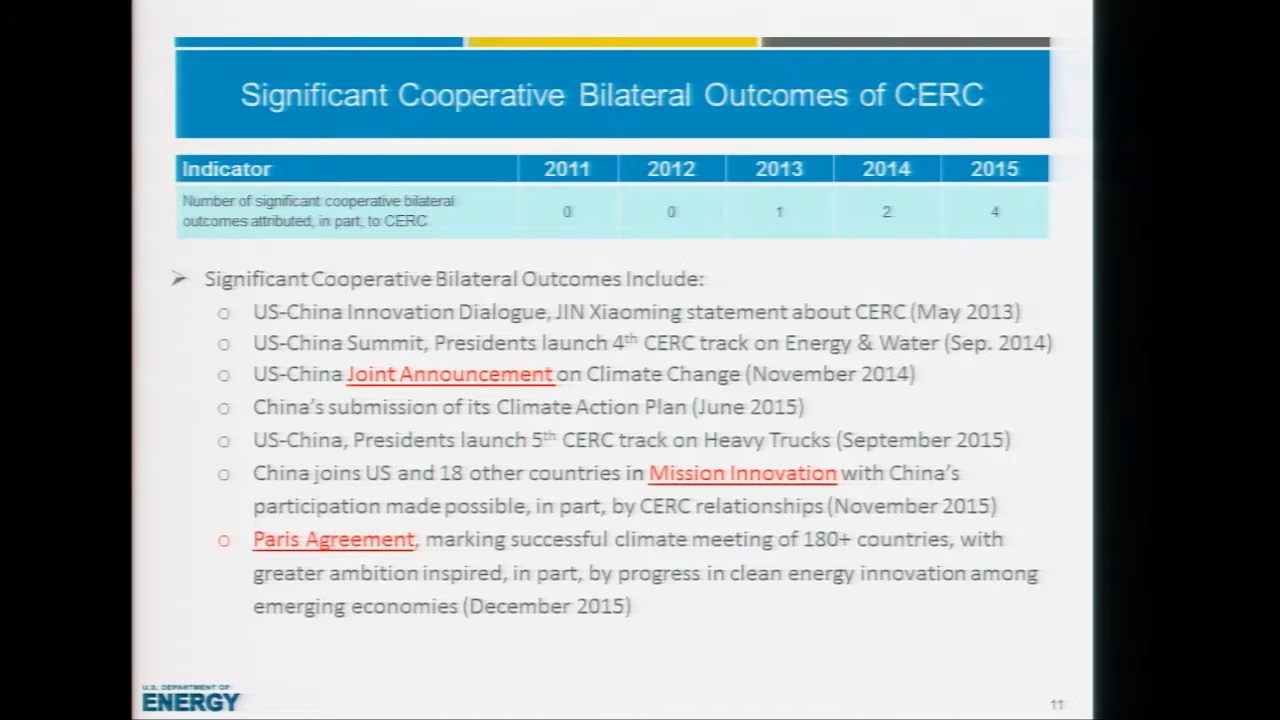 Significant Cooperative Bilateral Outcomes of CERC
Indicator 2011 2012 2013 2014 2015
Number of significant cooperative bilateral
outcomes attributed, in part, to CERC 0 0 1 2 4
➢ Significant Cooperative Bilateral Outcomes Include:
○ US-China Innovation Dialogue, JIN Xiaoming statement about CERC (May 2013)
○ US-China Summit, Presidents launch 4th CERC track on Energy & Water (Sep. 2014)
○ US-China Joint Announcement on Climate Change (November 2014)
○ China's submission of its Climate Action Plan (June 2015)
○ US-China, Presidents launch 5th CERC track on Heavy Trucks (September 2015)
○ China joins US and 18 other countries in Mission Innovation with China's
participation made possible, in part, by CERC relationships (November 2015)
○ Paris Agreement, marking successful climate meeting of 180+ countries, with
greater ambition inspired, in part, by progress in clean energy innovation among
emerging economies (December 2015)
U.S. DEPARTMENT OF
ENERGY
11